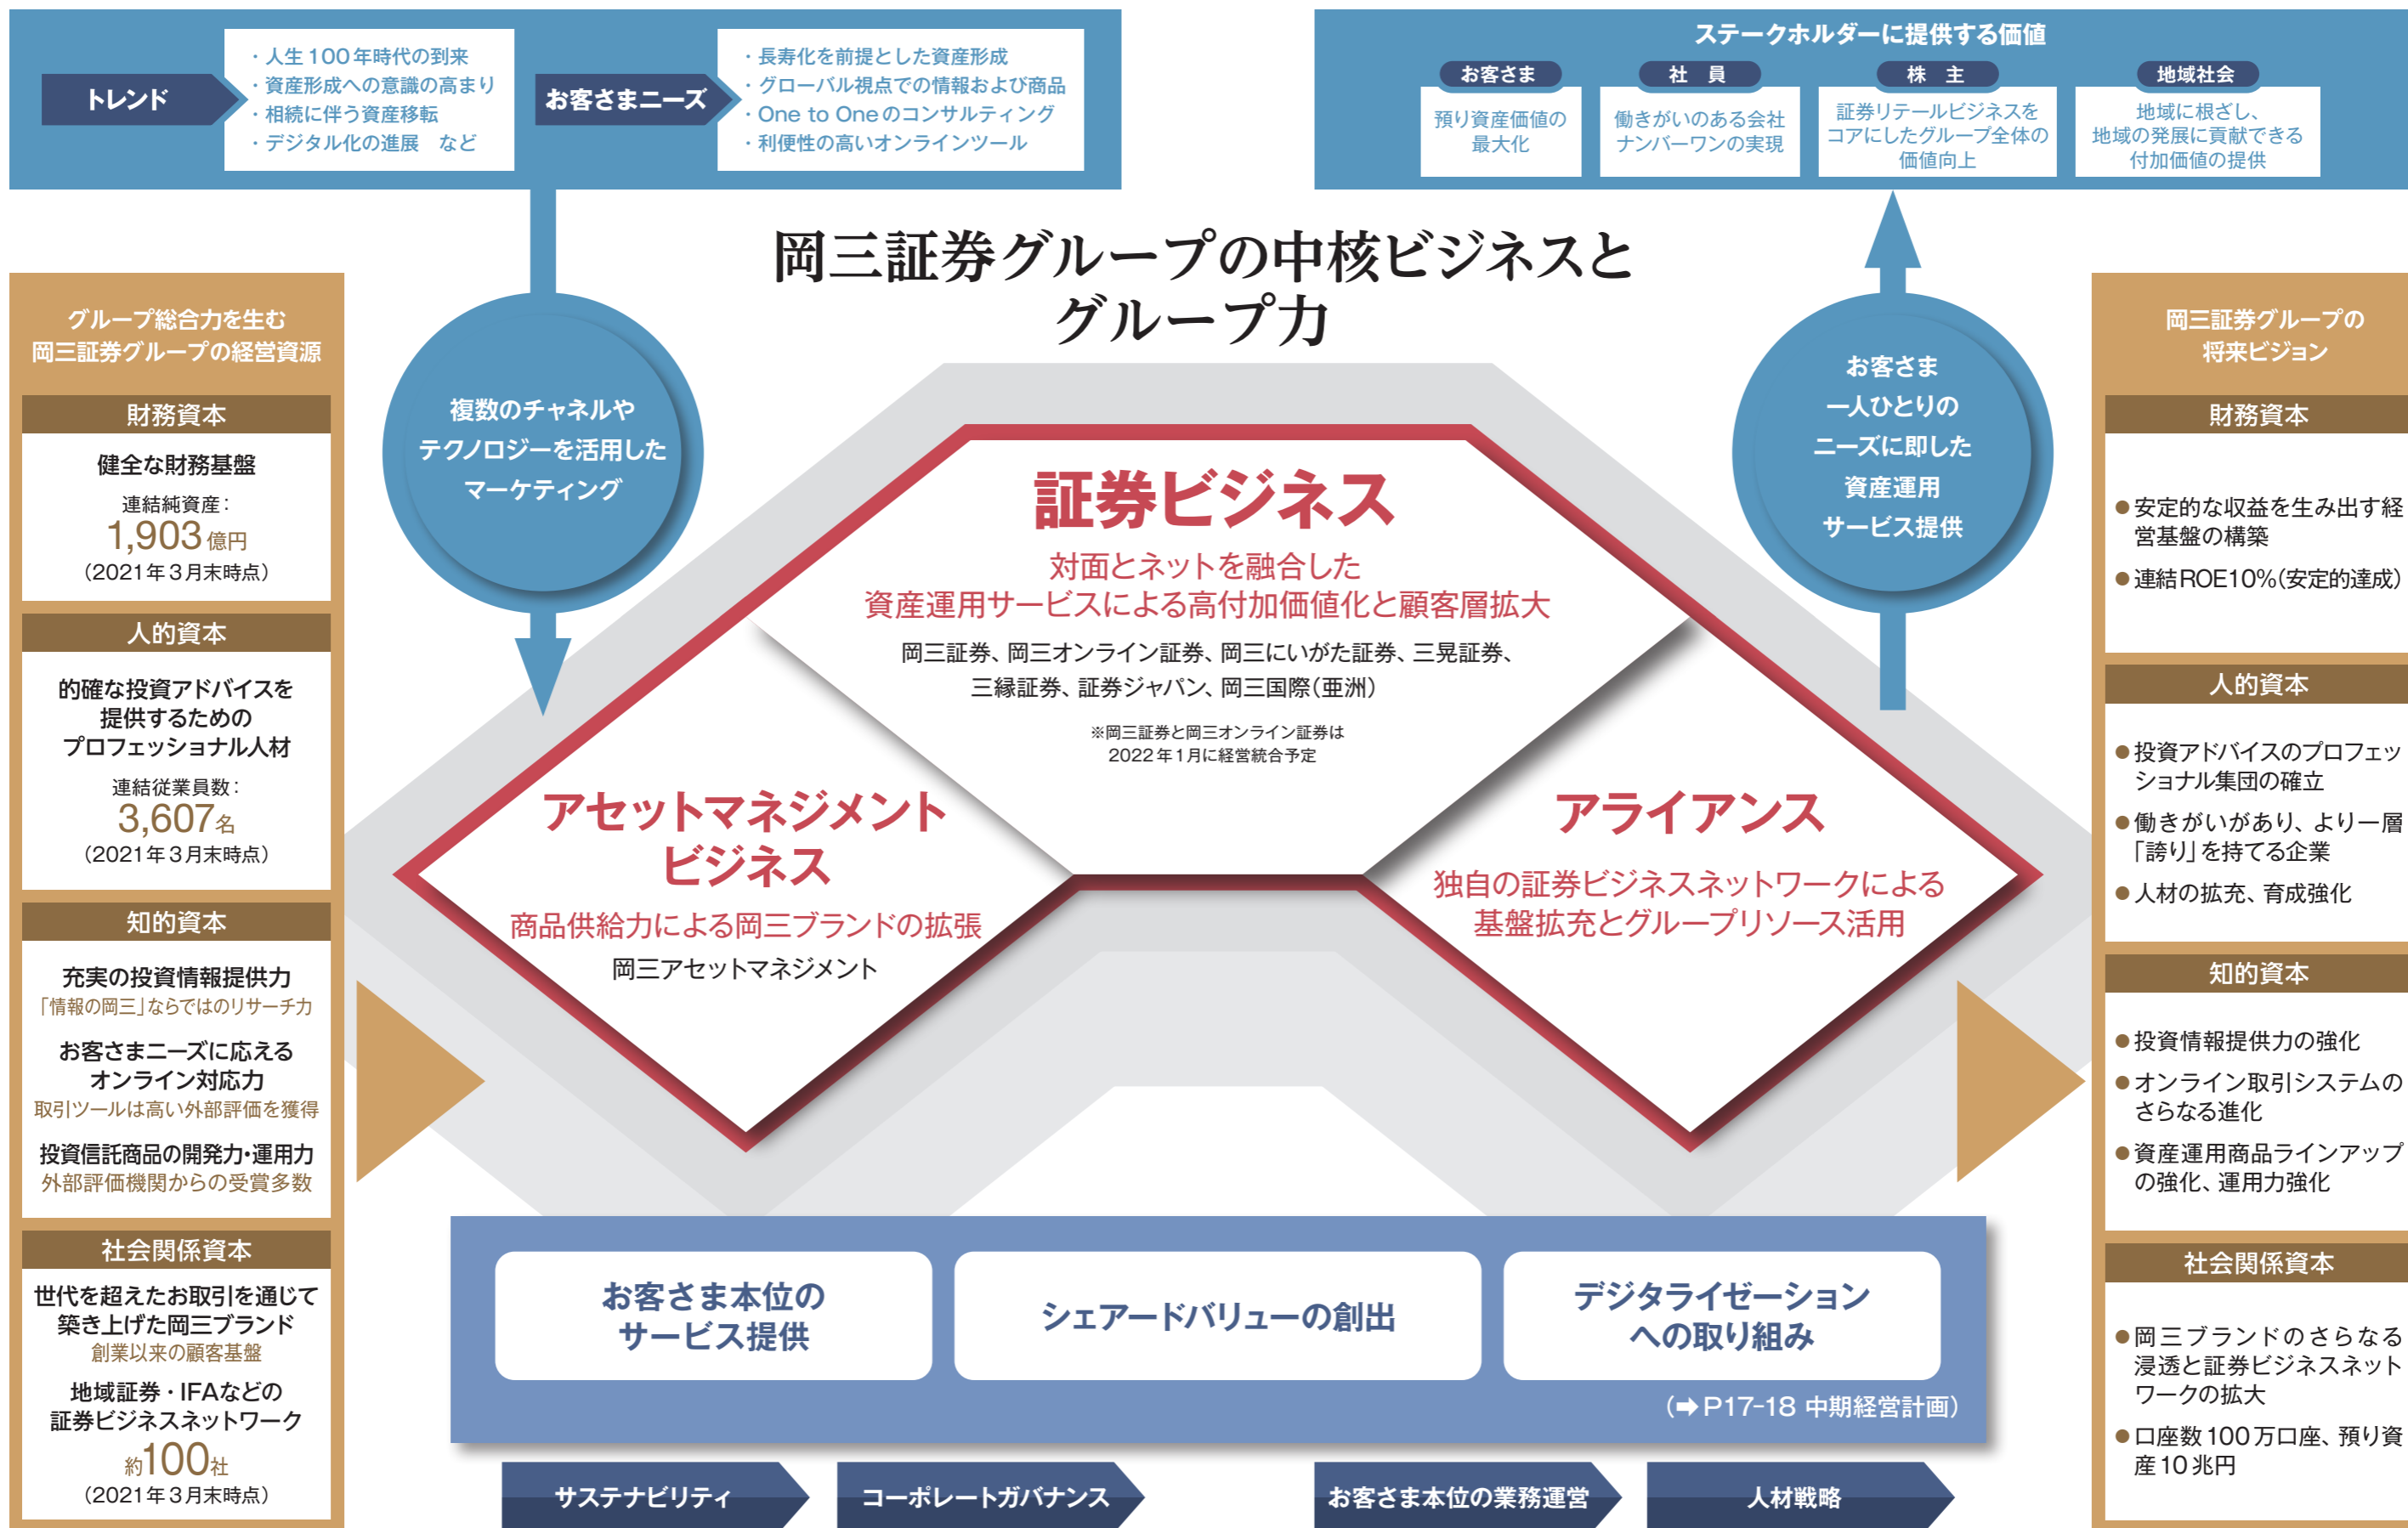 トレンド
・人生100年時代の到来
・資産形成への意識の高まり
・相続に伴う資産移転
・デジタル化の進展　など
お客さまニーズ
・長寿化を前提とした資産形成
・グローバル視点での情報および商品
・One to Oneのコンサルティング
・利便性の高いオンラインツール
ステークホルダーに提供する価値
お客さま
預り資産価値の
最大化
社　員
働きがいのある会社
ナンバーワンの実現
株　主
証券リテールビジネスを
コアにしたグループ全体の
価値向上
地域社会
地域に根ざし、
地域の発展に貢献できる
付加価値の提供
岡三証券グループの中核ビジネスと
グループ力
グループ総合力を生む
岡三証券グループの経営資源
財務資本
健全な財務基盤
連結純資産：
1,903億円
（2021年3月末時点）
人的資本
的確な投資アドバイスを
提供するための
プロフェッショナル人材
連結従業員数：
3,607名
（2021年3月末時点）
知的資本
充実の投資情報提供力
「情報の岡三」ならではのリサーチ力
お客さまニーズに応える
オンライン対応力
取引ツールは高い外部評価を獲得
投資信託商品の開発力・運用力
外部評価機関からの受賞多数
社会関係資本
世代を超えたお取引を通じて
築き上げた岡三ブランド
創業以来の顧客基盤
地域証券・IFAなどの
証券ビジネスネットワーク
約100社
（2021年3月末時点）
複数のチャネルや
テクノロジーを活用した
マーケティング
証券ビジネス
対面とネットを融合した
資産運用サービスによる高付加価値化と顧客層拡大
岡三証券、岡三オンライン証券、岡三にいがた証券、三晃証券、
三縁証券、証券ジャパン、岡三国際（亜洲）
※岡三証券と岡三オンライン証券は
2022年1月に経営統合予定
アセットマネジメント
ビジネス
商品供給力による岡三ブランドの拡張
岡三アセットマネジメント
アライアンス
独自の証券ビジネスネットワークによる
基盤拡充とグループリソース活用
お客さま
一人ひとりの
ニーズに即した
資産運用
サービス提供
お客さま本位の
サービス提供
シェアードバリューの創出
デジタライゼーション
への取り組み
（➡P17-18 中期経営計画）
サステナビリティ
コーポレートガバナンス
お客さま本位の業務運営
人材戦略
岡三証券グループの
将来ビジョン
財務資本
●安定的な収益を生み出す経
営基盤の構築
●連結ROE10%（安定的達成）
人的資本
●投資アドバイスのプロフェッ
ショナル集団の確立
●働きがいがあり、より一層
「誇り」を持てる企業
●人材の拡充、育成強化
知的資本
●投資情報提供力の強化
●オンライン取引システムの
さらなる進化
●資産運用商品ラインアップ
の強化、運用力強化
社会関係資本
●岡三ブランドのさらなる
浸透と証券ビジネスネット
ワークの拡大
●口座数100万口座、預り資
産10兆円